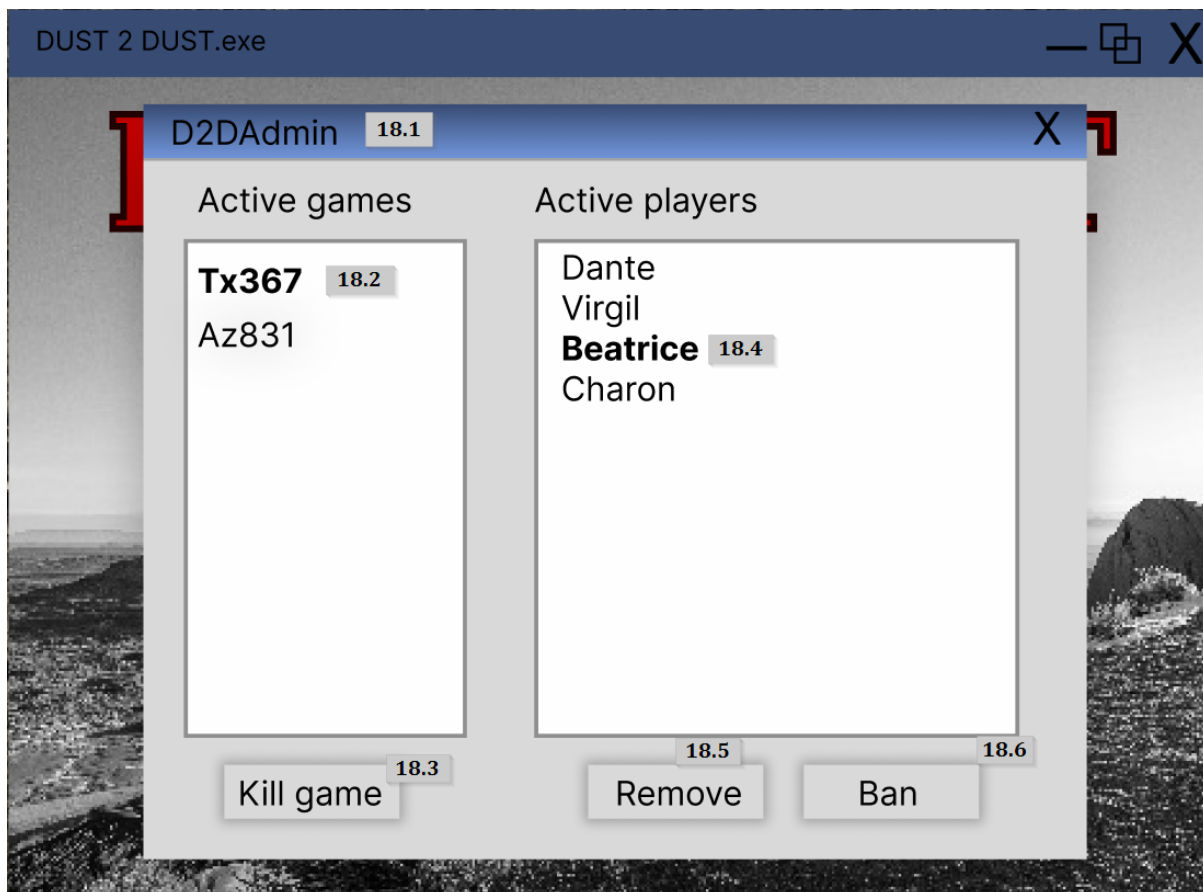 DUST 2 DUST.exe
D2DAdmin 18.1 X
Active games
Active players
Tx367 18.2
Az831
Dante
Virgil
Beatrice 18.4
Charon
18.3
Kill game
18.5
Remove
18.6
Ban